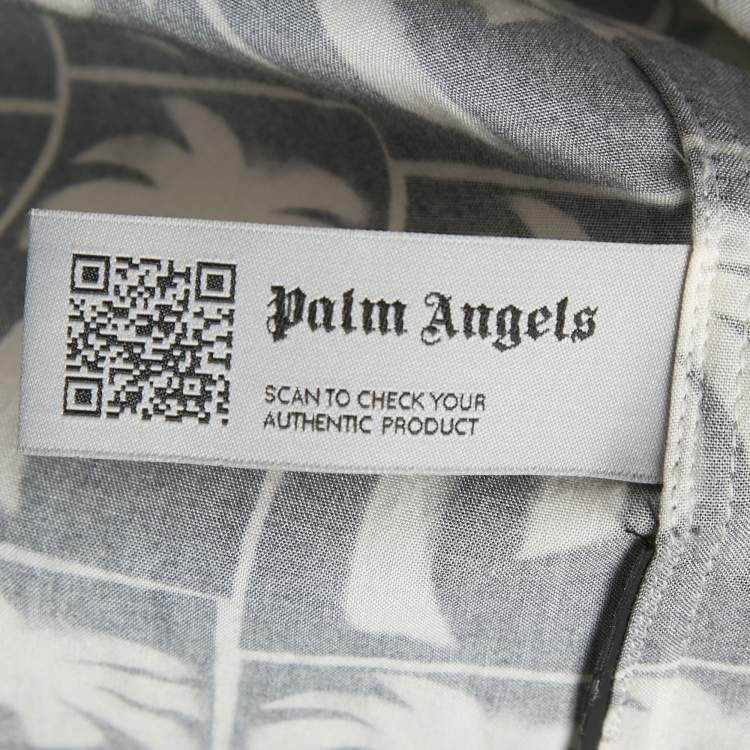 Palm Angels
SCAN TO CHECK YOUR
AUTHENTIC PRODUCT